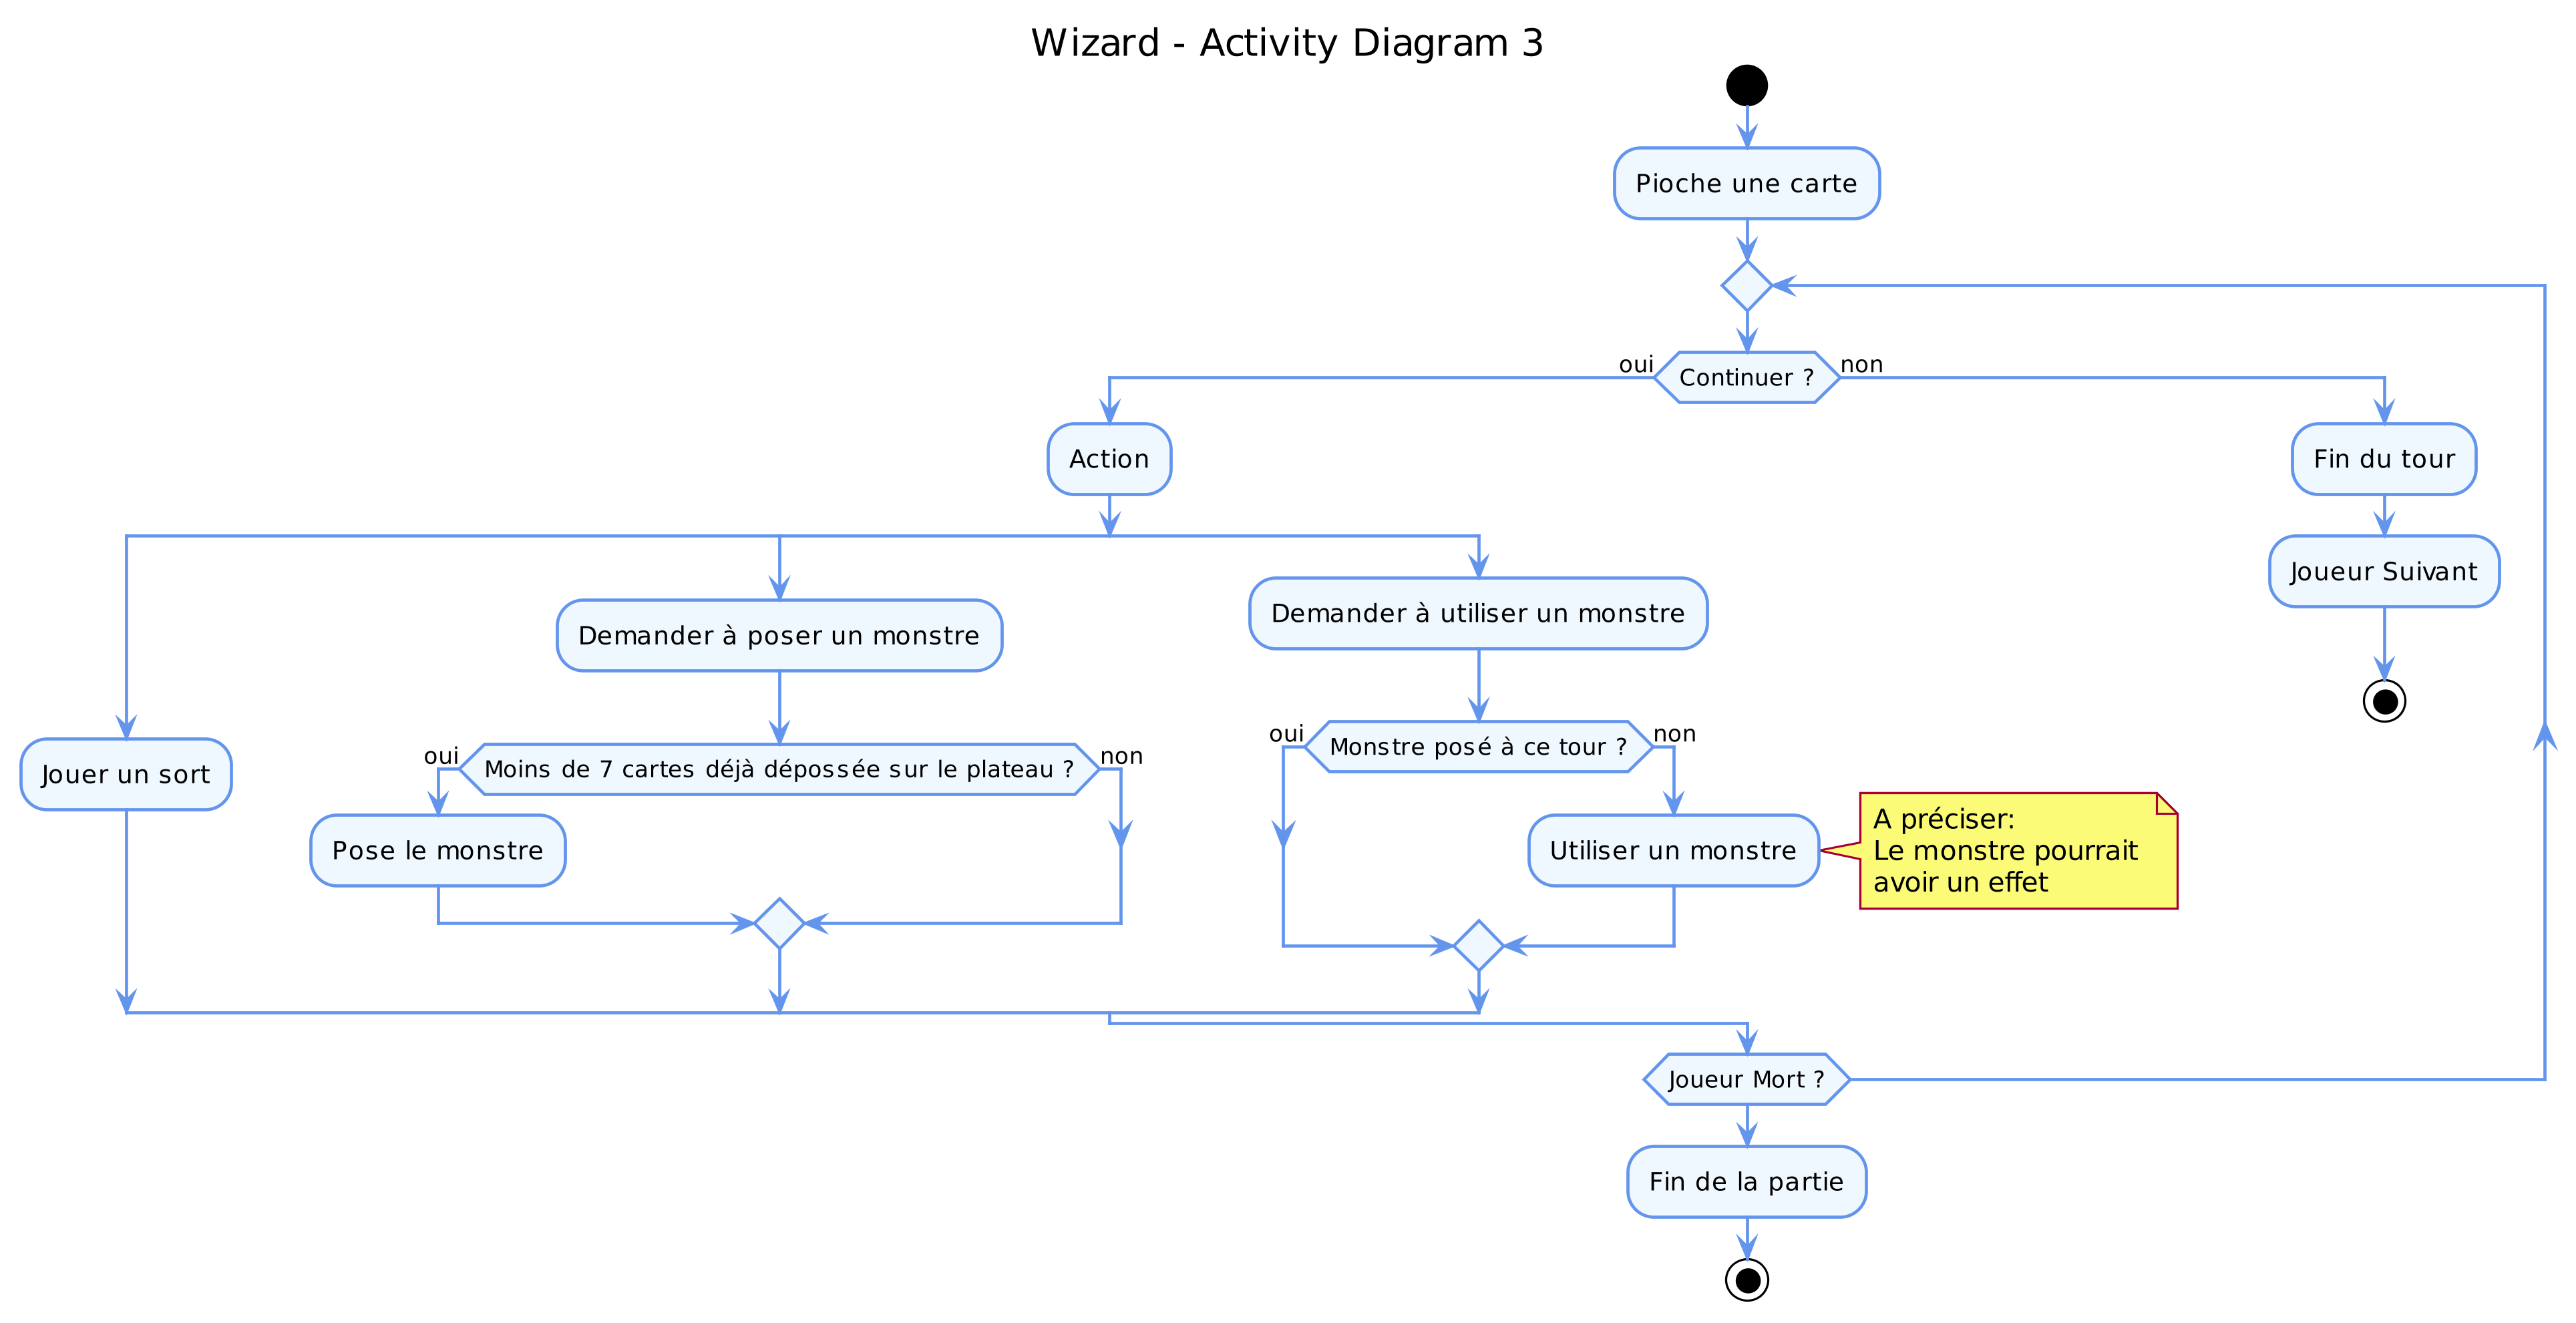 Wizard - Activity Diagram 3
Pioche une carte
oui
Continuer ?
non
Action
Fin du tour
Joueur Suivant
Demander à poser un monstre
Demander à utiliser un monstre
Jouer un sort
oui
Moins de 7 cartes déjà dépossée sur le plateau ?
non
Pose le monstre
oui
Monstre posé à ce tour ?
non
Utiliser un monstre
A préciser:
Le monstre pourrait
avoir un effet
Joueur Mort ?
Fin de la partie